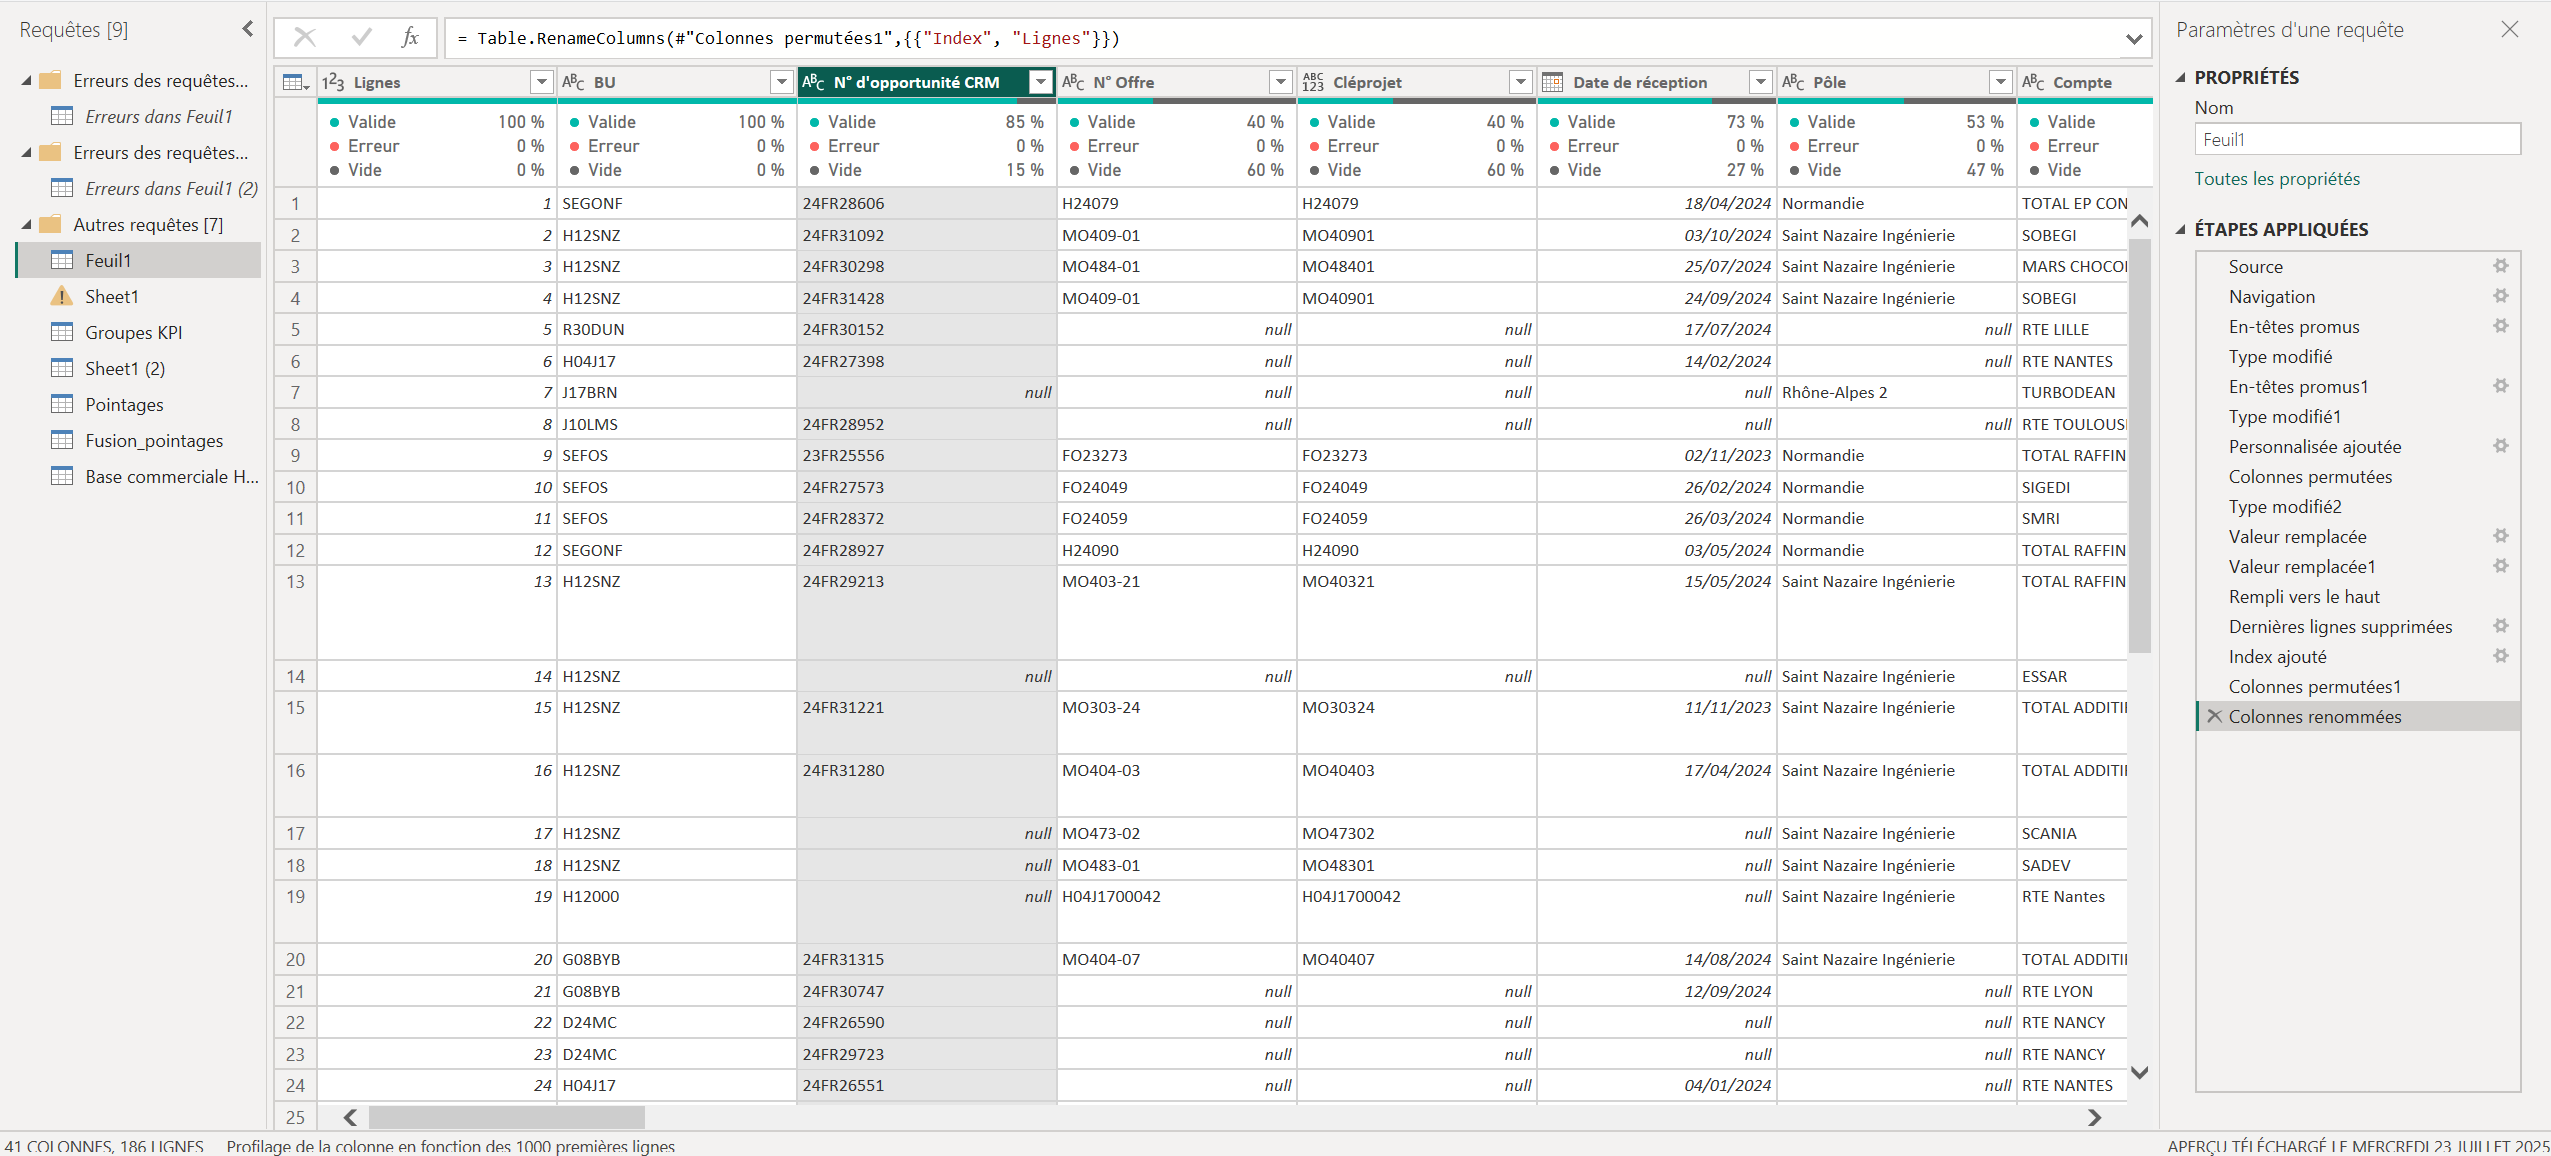 Requêtes [9]
Erreurs des requêtes...
Erreurs dans Feuil1
Erreurs des requêtes...
Erreurs dans Feuil1 (2)
Autres requêtes [7]
Feuil1
Sheet1
Groupes KPI
Sheet1 (2)
Pointages
Fusion_pointages
Base commerciale H...
fx = Table.RenameColumns(#"Colonnes permutées1",{{"Index", "Lignes"}})
1²3 Lignes ABC BU ABC N° d'opportunité CRM ABC N° Offre ABC 123 Cléprojet Date de réception ABC Pôle ABC Compte
Valide 100 % Valide 100 % Valide 85 % Valide 40 % Valide 40 % Valide 73 % Valide 53 % Valide
Erreur 0 % Erreur 0 % Erreur 0 % Erreur 0 % Erreur 0 % Erreur 0 % Erreur 0 % Erreur
Vide 0 % Vide 0 % Vide 15 % Vide 60 % Vide 60 % Vide 27 % Vide 47 % Vide
1 1 SEGONF 24FR28606 H24079 H24079 18/04/2024 Normandie TOTAL EP CON
2 2 H12SNZ 24FR31092 MO409-01 MO40901 03/10/2024 Saint Nazaire Ingénierie SOBEGI
3 3 H12SNZ 24FR30298 MO484-01 MO48401 25/07/2024 Saint Nazaire Ingénierie MARS CHOCOL
4 4 H12SNZ 24FR31428 MO409-01 MO40901 24/09/2024 Saint Nazaire Ingénierie SOBEGI
5 5 R30DUN 24FR30152 null null 17/07/2024 null RTE LILLE
6 6 H04J17 24FR27398 null null 14/02/2024 null RTE NANTES
7 7 J17BRN null null null null Rhône-Alpes 2 TURBODEAN
8 8 J10LMS 24FR28952 null null null null RTE TOULOUS
9 9 SEFOS 23FR25556 FO23273 FO23273 02/11/2023 Normandie TOTAL RAFFIN
10 10 SEFOS 24FR27573 FO24049 FO24049 26/02/2024 Normandie SIGEDI
11 11 SEFOS 24FR28372 FO24059 FO24059 26/03/2024 Normandie SMRI
12 12 SEGONF 24FR28927 H24090 H24090 03/05/2024 Normandie TOTAL RAFFIN
13 13 H12SNZ 24FR29213 MO403-21 MO40321 15/05/2024 Saint Nazaire Ingénierie TOTAL RAFFIN
14 14 H12SNZ null null null null Saint Nazaire Ingénierie ESSAR
15 15 H12SNZ 24FR31221 MO303-24 MO30324 11/11/2023 Saint Nazaire Ingénierie TOTAL ADDITI
16 16 H12SNZ 24FR31280 MO404-03 MO40403 17/04/2024 Saint Nazaire Ingénierie TOTAL ADDITI
17 17 H12SNZ null MO473-02 MO47302 null Saint Nazaire Ingénierie SCANIA
18 18 H12SNZ null MO483-01 MO48301 null Saint Nazaire Ingénierie SADEV
19 19 H12000 null H04J1700042 H04J1700042 null Saint Nazaire Ingénierie RTE Nantes
20 20 G08BYB 24FR31315 MO404-07 MO40407 14/08/2024 Saint Nazaire Ingénierie TOTAL ADDITI
21 21 G08BYB 24FR30747 null null 12/09/2024 null RTE LYON
22 22 D24MC 24FR26590 null null null null RTE NANCY
23 23 D24MC 24FR29723 null null null null RTE NANCY
24 24 H04J17 24FR26551 null null 04/01/2024 null RTE NANTES
25
Paramètres d'une requête
PROPRIÉTÉS
Nom
Feuil1
Toutes les propriétés
ÉTAPES APPLIQUÉES
Source
Navigation
En-têtes promus
Type modifié
En-têtes promus1
Type modifié1
Personnalisée ajoutée
Colonnes permutées
Type modifié2
Valeur remplacée
Valeur remplacée1
Rempli vers le haut
Dernières lignes supprimées
Index ajouté
Colonnes permutées1
Colonnes renommées
41 COLONNES, 186 LIGNES Profilage de la colonne en fonction des 1000 premières lignes APERÇU TÉLÉCHARGÉ LE MERCREDI 23 JUILLET 2025